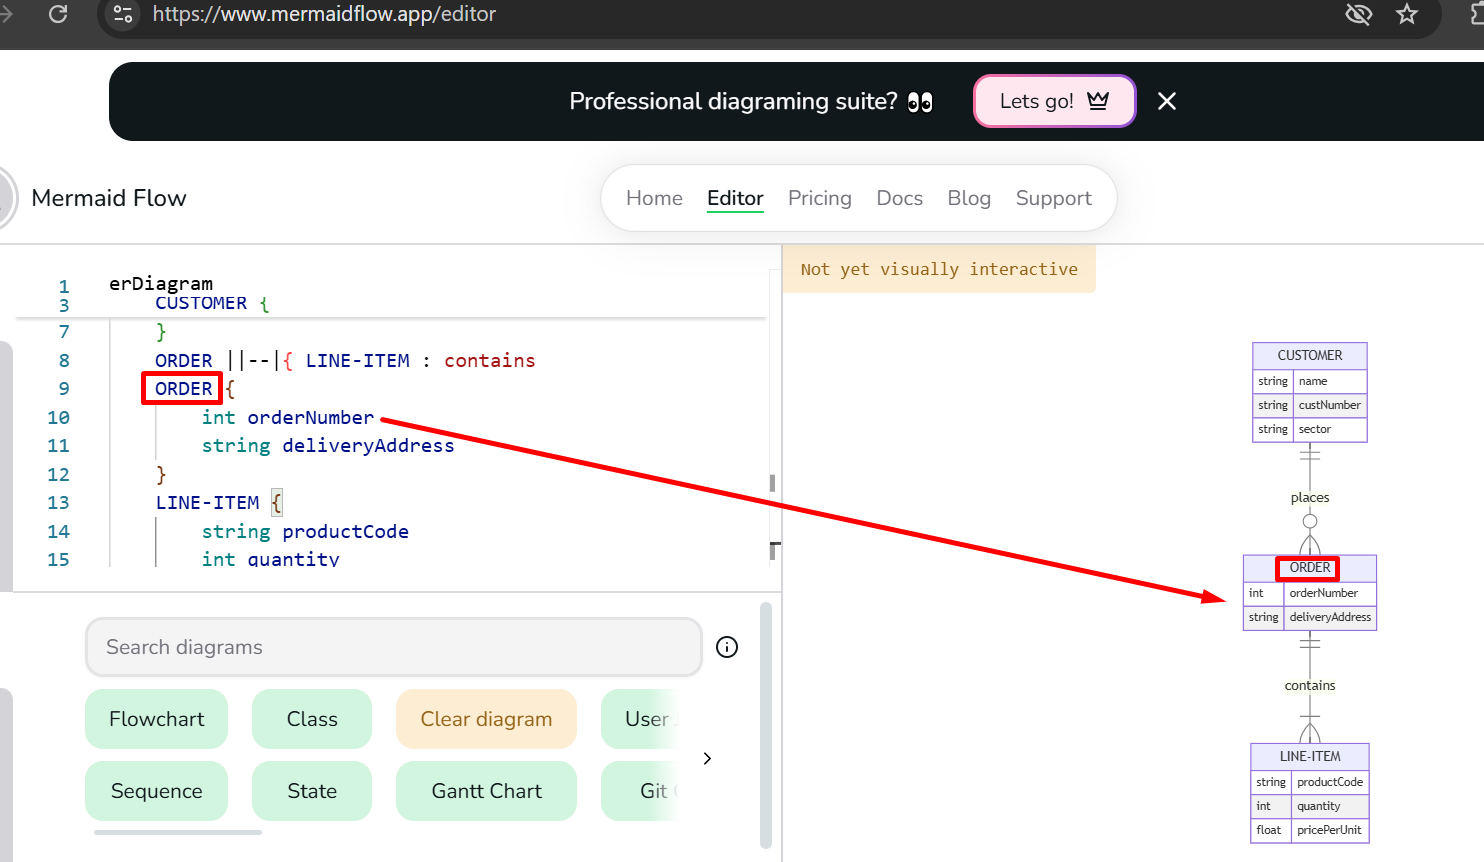 https://www.mermaidflow.app/editor
Professional diagraming suite? 👀 Lets go!
Mermaid Flow
Home Editor Pricing Docs Blog Support
1 erDiagram
3 CUSTOMER {
7 }
8 ORDER ||--|{ LINE-ITEM : contains
9 ORDER {
10 int orderNumber
11 string deliveryAddress
12 }
13 LINE-ITEM {
14 string productCode
15 int quantity
Search diagrams
Flowchart Class Clear diagram User
Sequence State Gantt Chart Git
Not yet visually interactive
CUSTOMER
string name
string custNumber
string sector
places
ORDER
int orderNumber
string deliveryAddress
contains
LINE-ITEM
string productCode
int quantity
float pricePerUnit